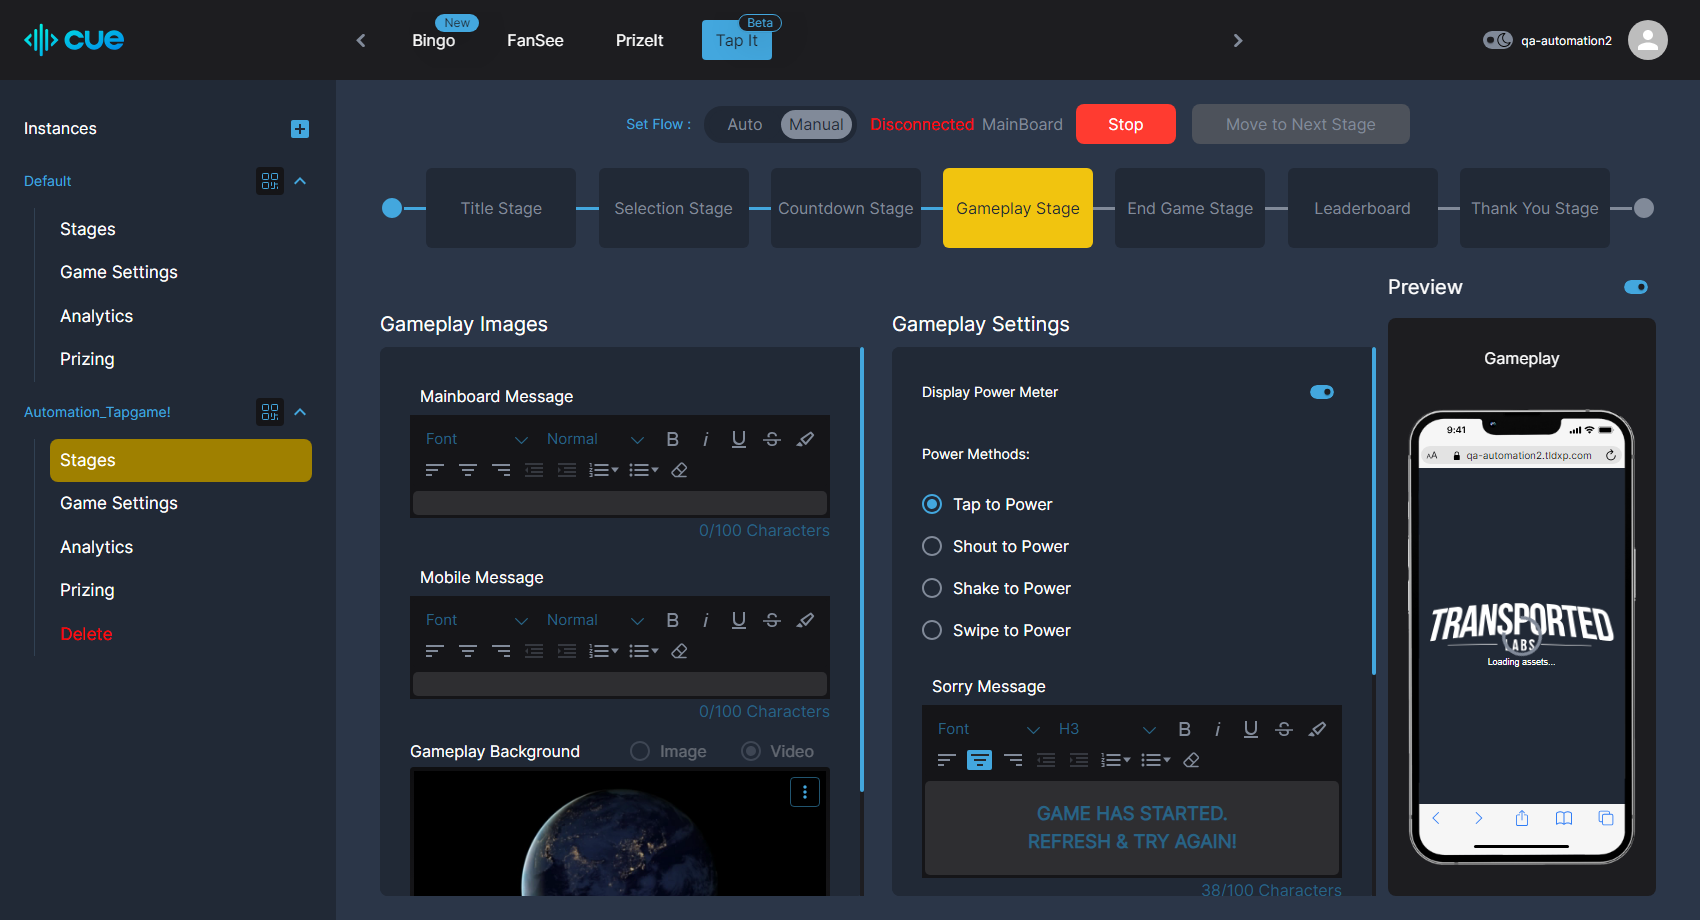 cue
New
Bingo
FanSee
PrizeIt
Beta
Tap It
qa-automation2
Instances
Default
Stages
Game Settings
Analytics
Prizing
Automation_Tapgame!
Stages
Game Settings
Analytics
Prizing
Delete
Set Flow :
Auto
Manual
Disconnected MainBoard
Stop
Move to Next Stage
Title Stage
Selection Stage
Countdown Stage
Gameplay Stage
End Game Stage
Leaderboard
Thank You Stage
Gameplay Images
Mainboard Message
Font
Normal
B i U S
0/100 Characters
Mobile Message
Font
Normal
B i U S
0/100 Characters
Gameplay Background
Image
Video
Gameplay Settings
Display Power Meter
Power Methods:
Tap to Power
Shout to Power
Shake to Power
Swipe to Power
Sorry Message
Font
H3
B i U S
GAME HAS STARTED.
REFRESH & TRY AGAIN!
38/100 Characters
Preview
Gameplay
9:41
AA
qa-automation2.tldxp.com
TRANSPORTED
LABS
Loading assets...